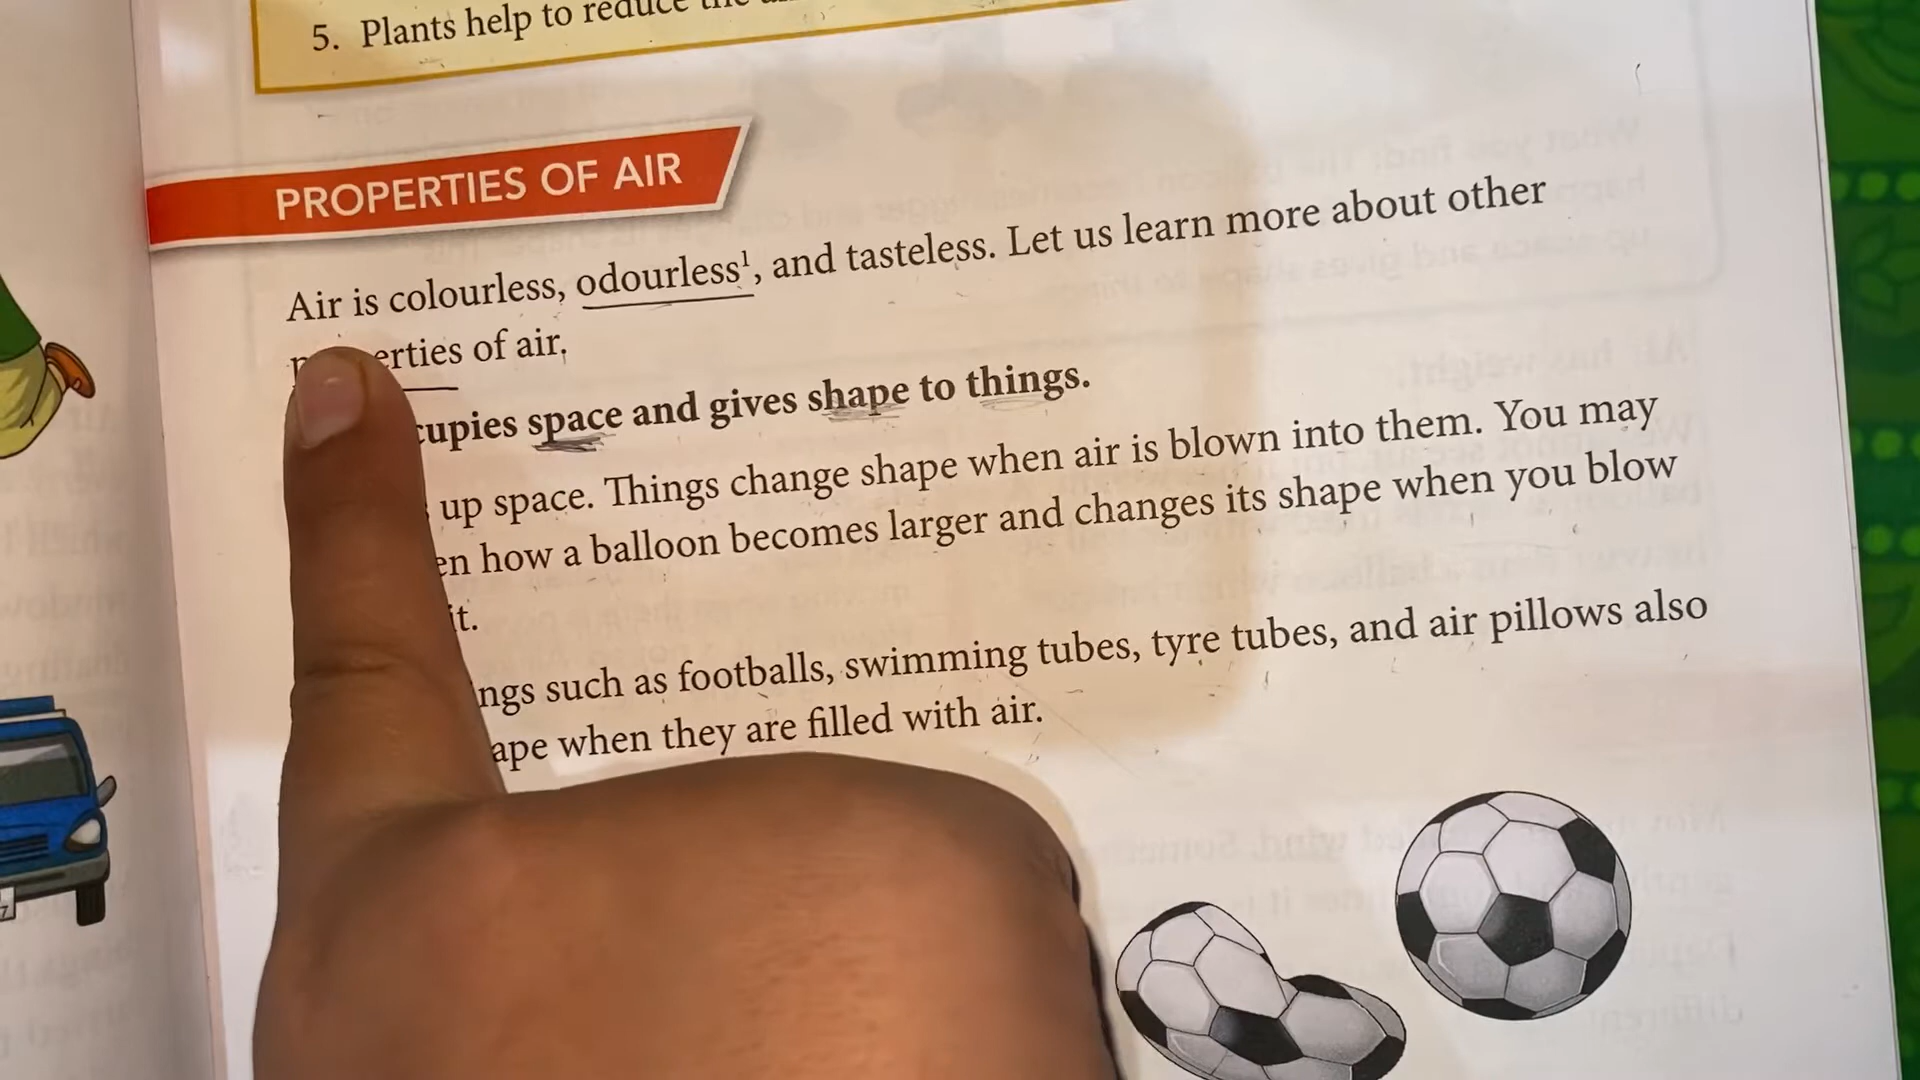 5. Plants help to reduce the
PROPERTIES OF AIR
Air is colourless, odourless¹, and tasteless. Let us learn more about other
erties of air.
cupies space and gives shape to things.
up space. Things change shape when air is blown into them. You may
en how a balloon becomes larger and changes its shape when you blow
it.
ngs such as footballs, swimming tubes, tyre tubes, and air pillows also
ape when they are filled with air.